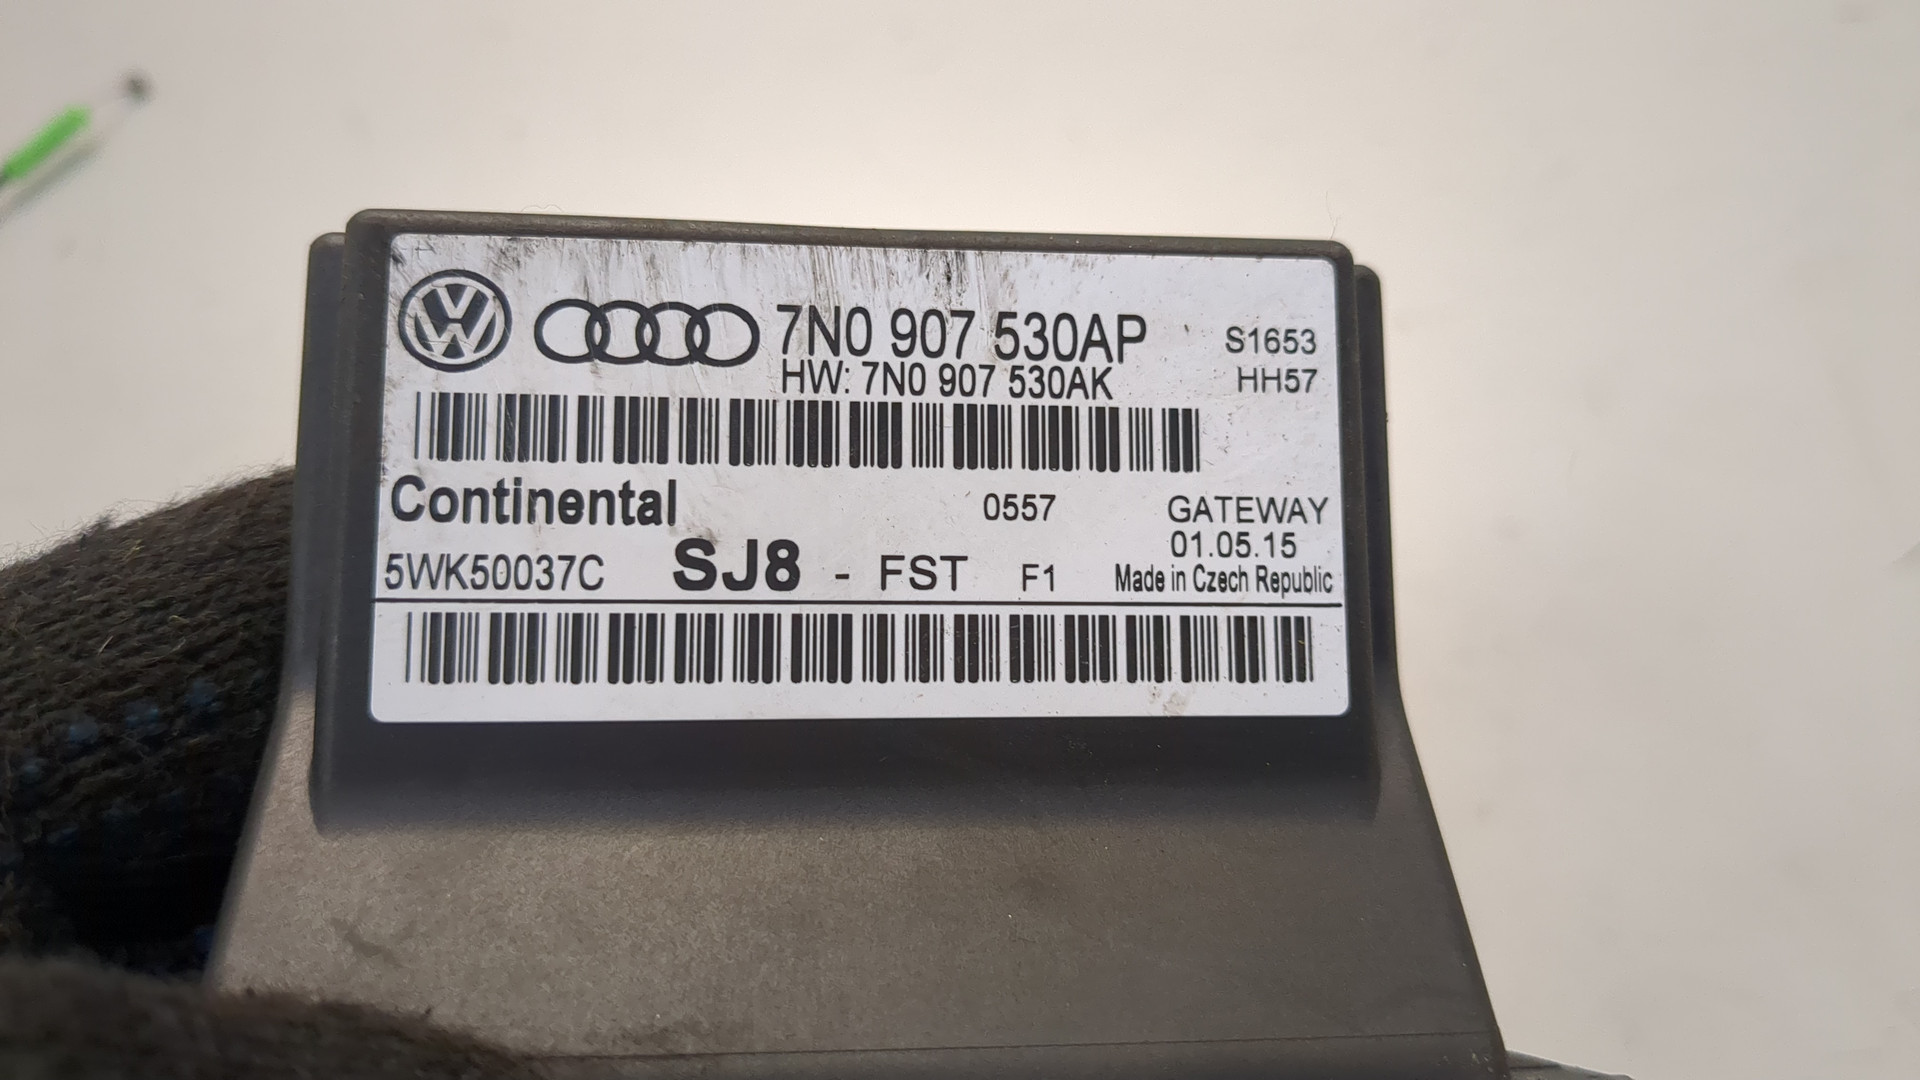 7N0 907 530AP S1653
HW: 7N0 907 530AK HH57
Continental 0557 GATEWAY
01.05.15
5WK50037C SJ8 - FST F1 Made in Czech Republic